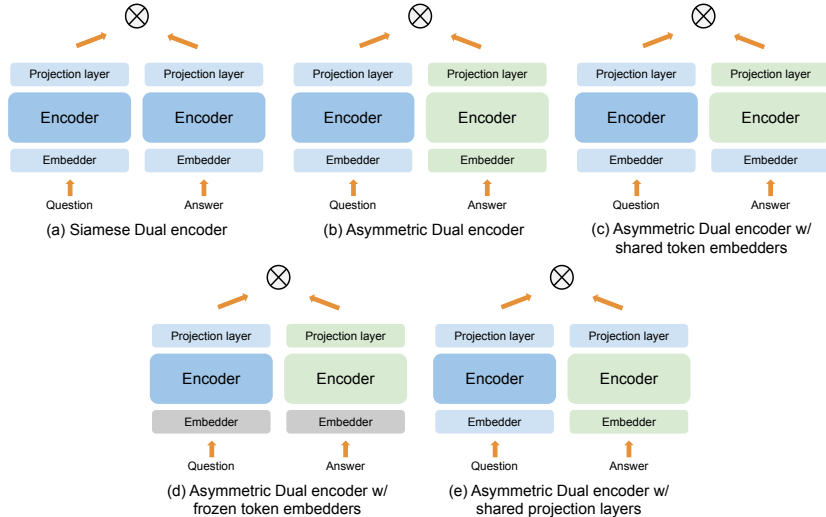 Projection layer Projection layer Projection layer Projection layer Projection layer Projection layer
Encoder Encoder Encoder Encoder Encoder Encoder
Embedder Embedder Embedder Embedder Embedder Embedder
Question Answer Question Answer Question Answer
(a) Siamese Dual encoder
(b) Asymmetric Dual encoder
(c) Asymmetric Dual encoder w/
shared token embedders
Projection layer Projection layer Projection layer Projection layer
Encoder Encoder Encoder Encoder
Embedder Embedder Embedder Embedder
Question Answer Question Answer
(d) Asymmetric Dual encoder w/
frozen token embedders
(e) Asymmetric Dual encoder w/
shared projection layers